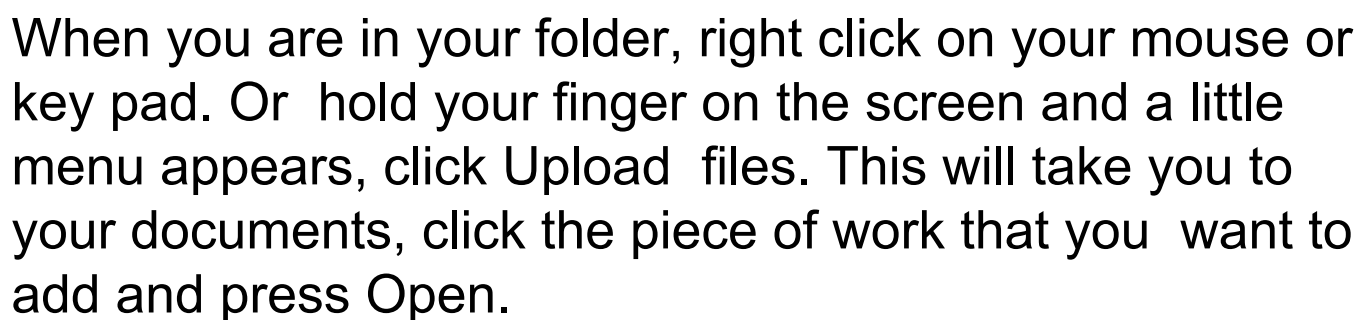 When you are in your folder, right click on your mouse or
key pad. Or  hold your finger on the screen and a little
menu appears, click Upload  files. This will take you to
your documents, click the piece of work that you  want to
add and press Open.